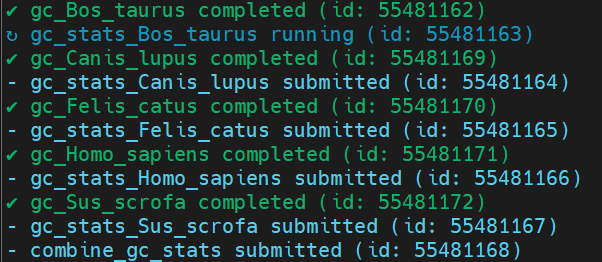 ✔ gc_Bos_taurus completed (id: 55481162)
↻ gc_stats_Bos_taurus running (id: 55481163)
✔ gc_Canis_lupus completed (id: 55481169)
- gc_stats_Canis_lupus submitted (id: 55481164)
✔ gc_Felis_catus completed (id: 55481170)
- gc_stats_Felis_catus submitted (id: 55481165)
✔ gc_Homo_sapiens completed (id: 55481171)
- gc_stats_Homo_sapiens submitted (id: 55481166)
✔ gc_Sus_scrofa completed (id: 55481172)
- gc_stats_Sus_scrofa submitted (id: 55481167)
- combine_gc_stats submitted (id: 55481168)